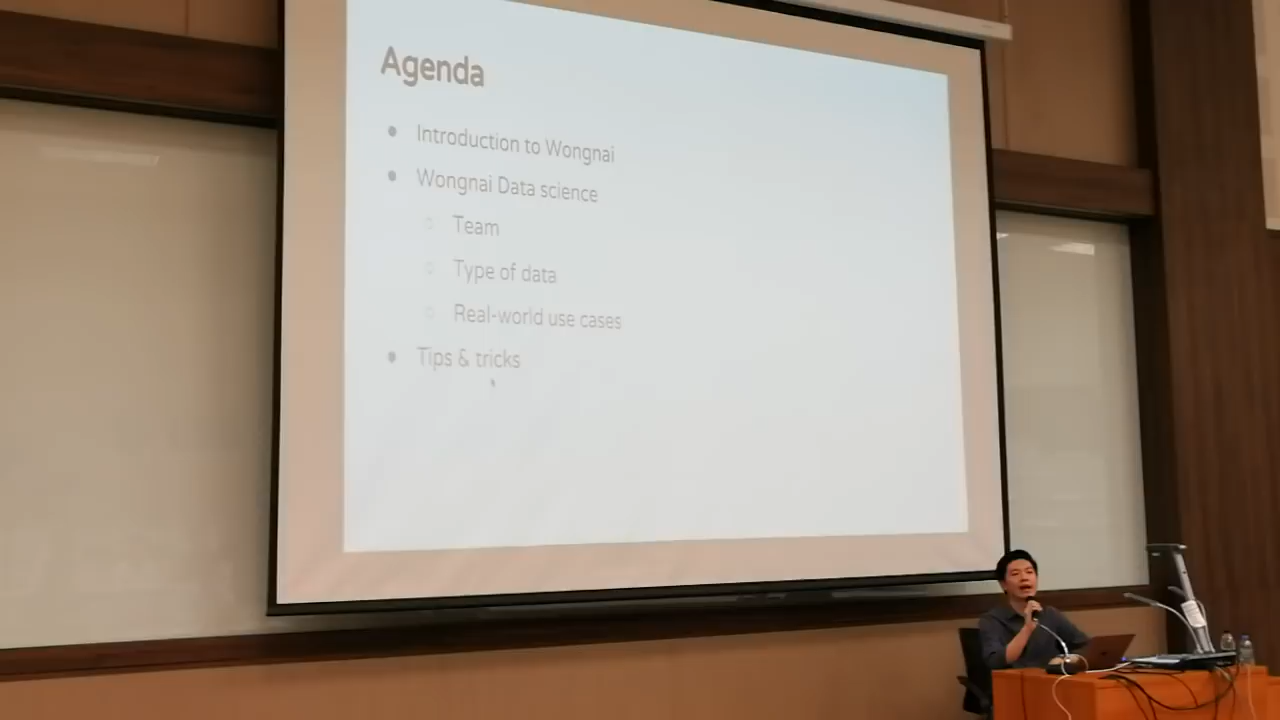 Agenda
● Introduction to Wongnai
● Wongnai Data science
○ Team
○ Type of data
○ Real-world use cases
● Tips & tricks